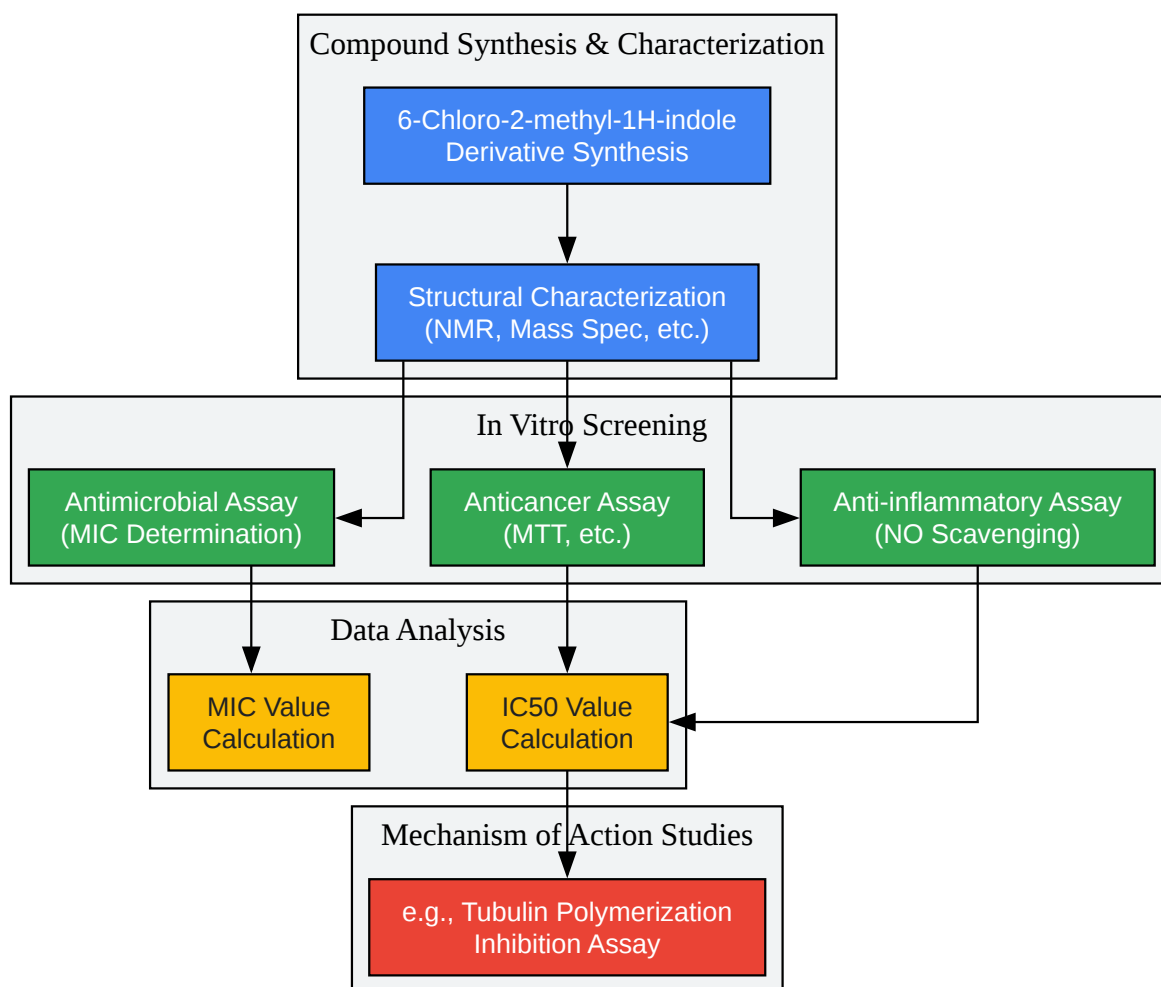 Compound Synthesis & Characterization
6-Chloro-2-methyl-1H-indole
Derivative Synthesis
Structural Characterization
(NMR, Mass Spec, etc.)
In Vitro Screening
Antimicrobial Assay
(MIC Determination)
Anticancer Assay
(MTT, etc.)
Anti-inflammatory Assay
(NO Scavenging)
Data Analysis
MIC Value
Calculation
IC50 Value
Calculation
Mechanism of Action Studies
e.g., Tubulin Polymerization
Inhibition Assay